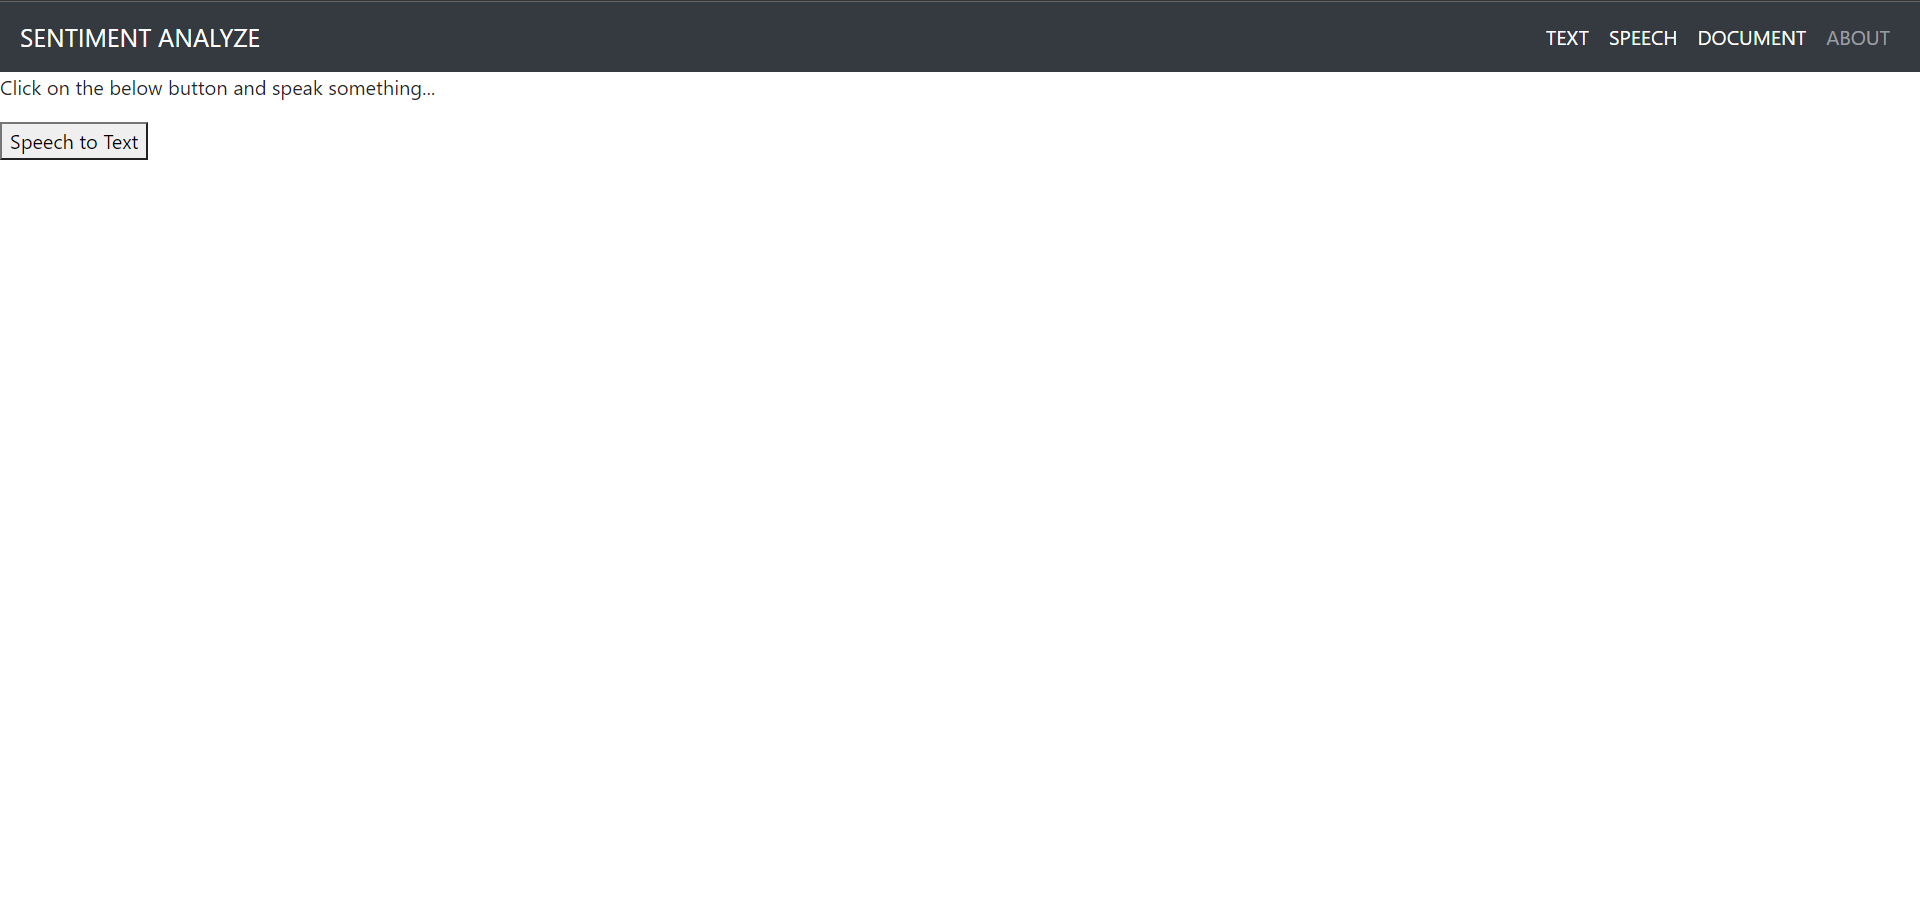 SENTIMENT ANALYZE TEXT SPEECH DOCUMENT ABOUT
Click on the below button and speak something...
Speech to Text